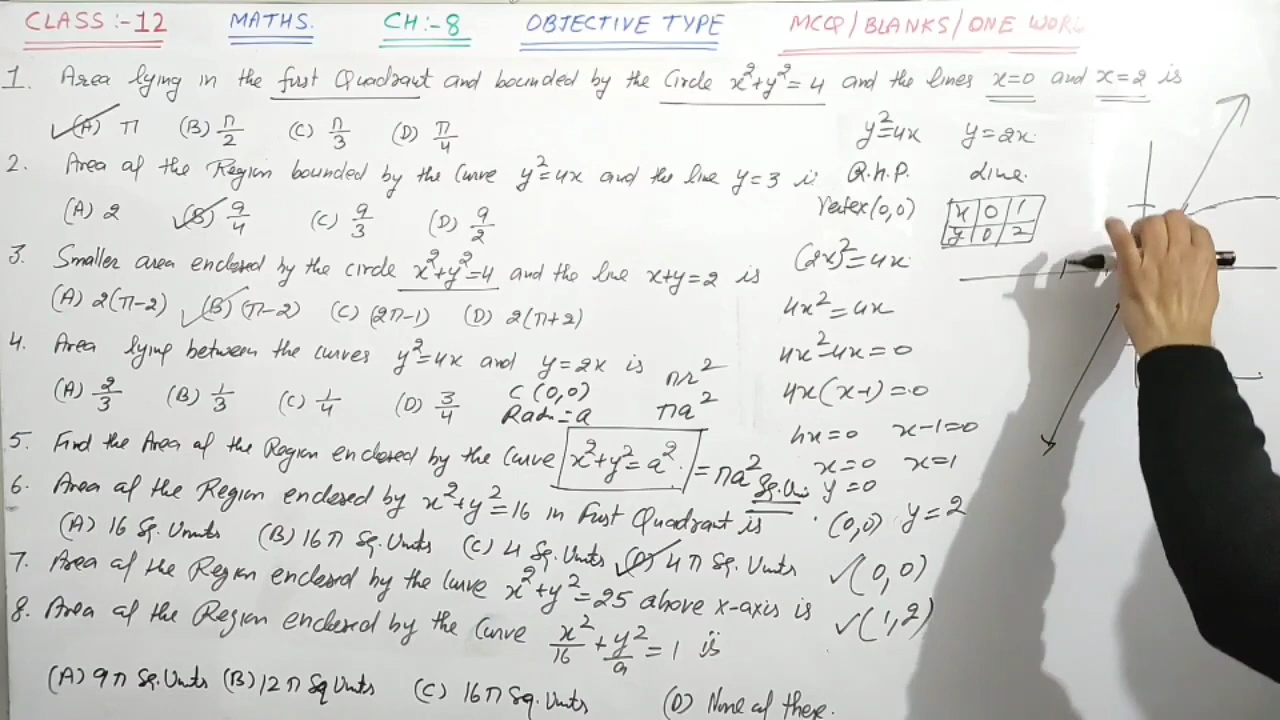 CLASS :- 12 MATHS. CH:-8 OBJECTIVE TYPE MCQ/BLANKS/ONE WORD
1. Area lying in the first Quadrant and bounded by the Circle x²+y²=4 and the lines x=0 and x=2 is
(A) π (B) π/2 (C) π/3 (D) π/4
2. Area of the Region bounded by the Curve y²=4x and the line y=3 is
(A) 2 (B) 9/4 (C) 9/3 (D) 9/2
3. Smaller area enclosed by the circle x²+y²=4 and the line x+y=2 is
(A) 2(π-2) (B) (π-2) (C) (2π-1) (D) 2(π+2)
4. Area lying between the curves y²=4x and y=2x is
(A) 2/3 (B) 1/3 (C) 1/4 (D) 3/4
C (0,0)
Radi=a
πr²
πa²
5. Find the Area of the Region enclosed by the Curve x²+y²=a². = πa² Sq.Uni
6. Area of the Region enclosed by x²+y²=16 in First Quadrant is
(A) 16 Sq. Units (B) 16π Sq. Units (C) 4 Sq. Units (D) 4π Sq. Units
7. Area of the Region enclosed by the Curve x²+y²=25 above x-axis is
8. Area of the Region enclosed by the Curve x²/16 + y²/9 = 1 is
(A) 9π Sq. Units (B) 12π Sq Units (C) 16π Sq. Units (D) None of these.
y²=4x y=2x
R.h.P. Line.
Vertex (0,0)
x 0 1
y 0 2
(2x)²=4x
4x²=4x
4x²-4x=0
4x(x-1)=0
4x=0 x-1=0
x=0 x=1
y=0
(0,0) y=2
(0,0)
(1,2)